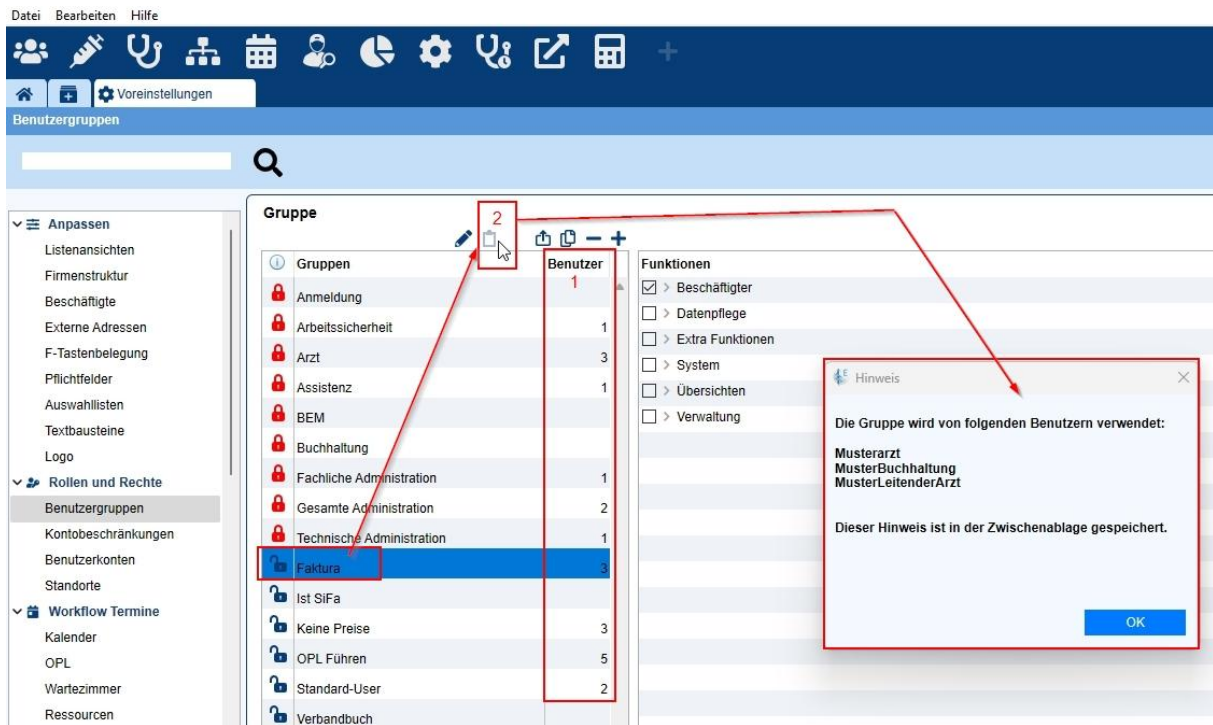 Datei Bearbeiten Hilfe
Voreinstellungen
Benutzergruppen
Anpassen
Listenansichten
Firmenstruktur
Beschäftigte
Externe Adressen
F-Tastenbelegung
Pflichtfelder
Auswahllisten
Textbausteine
Logo
Rollen und Rechte
Benutzergruppen
Kontobeschränkungen
Benutzerkonten
Standorte
Workflow Termine
Kalender
OPL
Wartezimmer
Ressourcen
Gruppe
2
Gruppen Benutzer
1
Anmeldung
Arbeitssicherheit 1
Arzt 3
Assistenz 1
BEM
Buchhaltung
Fachliche Administration 1
Gesamte Administration 2
Technische Administration 1
Faktura 3
Ist SiFa
Keine Preise 3
OPL Führen 5
Standard-User 2
Verbandbuch
Funktionen
Beschäftigter
Datenpflege
Extra Funktionen
System
Übersichten
Verwaltung
Hinweis
Die Gruppe wird von folgenden Benutzern verwendet:
Musterarzt
MusterBuchhaltung
MusterLeitenderArzt
Dieser Hinweis ist in der Zwischenablage gespeichert.
OK